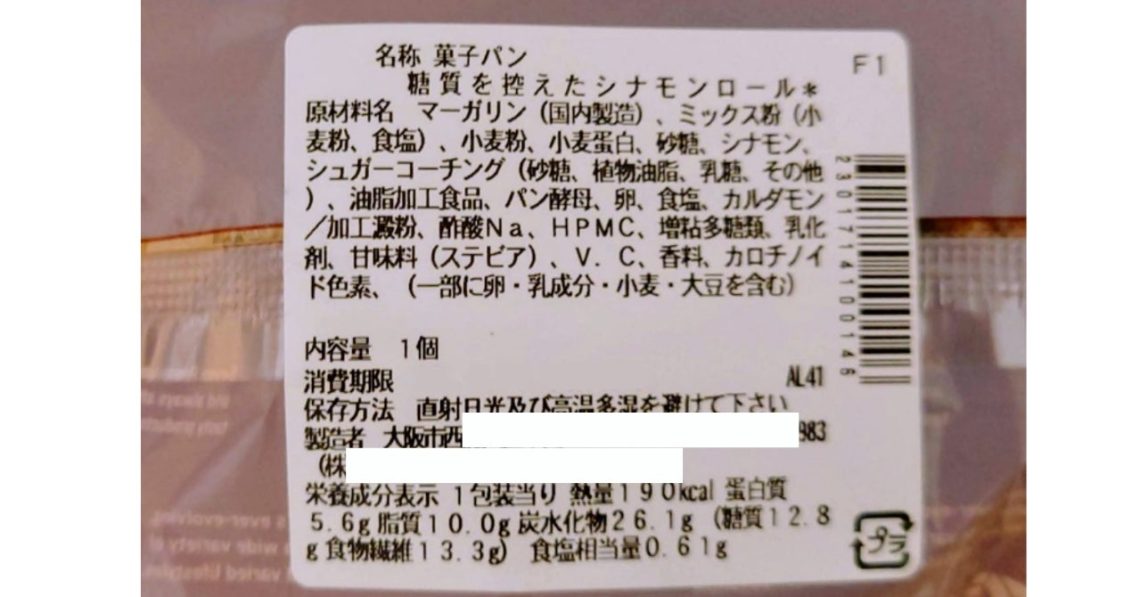 名称 菓子パン
F1
糖質を控えたシナモンロール＊
原材料名 マーガリン（国内製造）、ミックス粉（小
麦粉、食塩）、小麦粉、小麦蛋白、砂糖、シナモン、
シュガーコーチング（砂糖、植物油脂、乳糖、その他
）、油脂加工食品、パン酵母、卵、食塩、カルダモン
／加工澱粉、酢酸Ｎａ、ＨＰＭＣ、増粘多糖類、乳化
剤、甘味料（ステビア）、Ｖ．Ｃ、香料、カロチノイ
ド色素、（一部に卵・乳成分・小麦・大豆を含む）
2301714100146
内容量 １個
消費期限
AL41
保存方法 直射日光及び高温多湿を避けて下さい
製造者 大阪市西
983
（株
栄養成分表示 １包装当り 熱量１９０kcal 蛋白質
５.６g 脂質１０.０g 炭水化物２６.１g （糖質１２.８
g 食物繊維１３.３g） 食塩相当量０.６１g
プラ